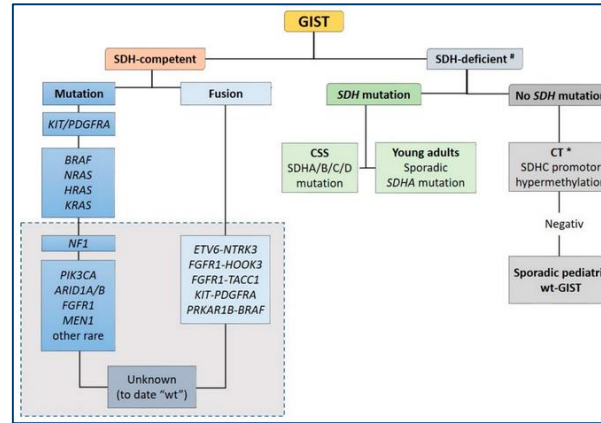 GIST
SDH-competent
SDH-deficient #
Mutation
Fusion
SDH mutation
No SDH mutation
KIT/PDGFRA
BRAF
NRAS
HRAS
KRAS
CSS
SDHA/B/C/D
mutation
Young adults
Sporadic
SDHA mutation
CT *
SDHC promotor
hypermethylation
NF1
Negativ
PIK3CA
ARID1A/B
FGFR1
MEN1
other rare
ETV6-NTRK3
FGFR1-HOOK3
FGFR1-TACC1
KIT-PDGFRA
PRKAR1B-BRAF
Sporadic pediatric
wt-GIST
Unknown
(to date “wt”)